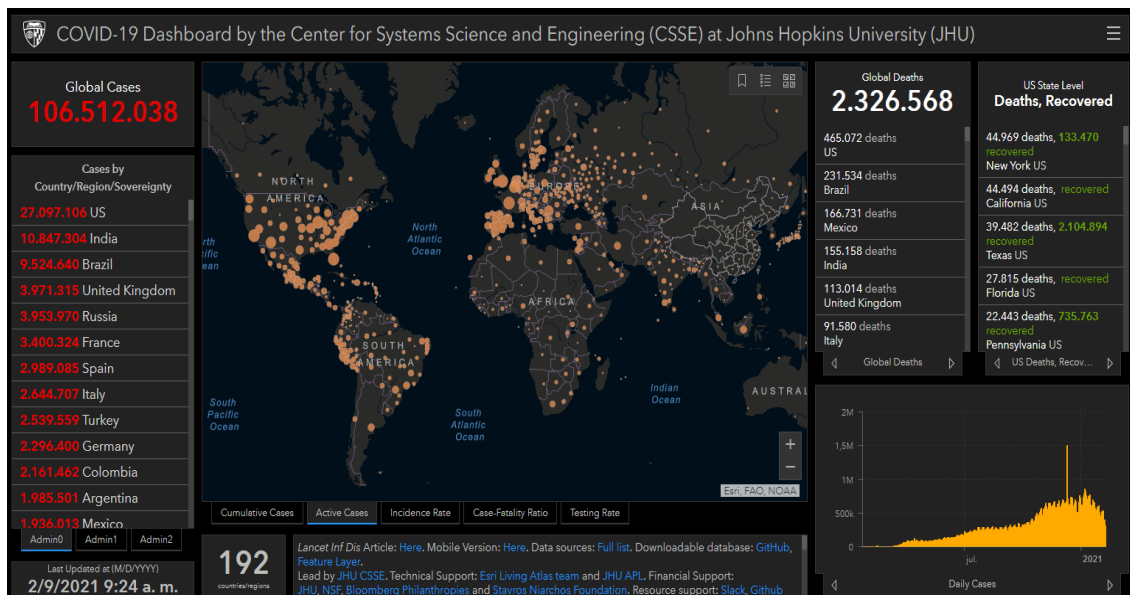 COVID-19 Dashboard by the Center for Systems Science and Engineering (CSSE) at Johns Hopkins University (JHU)
Global Cases
106.512.038
Cases by
Country/Region/Sovereignty
27.097.106 US
10.847.304 India
9.524.640 Brazil
3.971.315 United Kingdom
3.953.970 Russia
3.400.324 France
2.989.085 Spain
2.644.707 Italy
2.539.559 Turkey
2.296.400 Germany
2.161.462 Colombia
1.985.501 Argentina
1.936.013 Mexico
Admin0
Admin1
Admin2
Last Updated at (M/D/YYYY)
2/9/2021 9:24 a. m.
NORTH
AMERICA
North
Atlantic
Ocean
EUROPE
ASIA
AFRICA
SOUTH
AMERICA
rth
cific
ean
South
Pacific
Ocean
South
Atlantic
Ocean
Indian
Ocean
AUSTRAL
+
−
Esri, FAO, NOAA
Cumulative Cases
Active Cases
Incidence Rate
Case-Fatality Ratio
Testing Rate
192
countries/regions
Lancet Inf Dis Article: Here. Mobile Version: Here. Data sources: Full list. Downloadable database: GitHub,
Feature Layer.
Lead by JHU CSSE. Technical Support: Esri Living Atlas team and JHU APL. Financial Support:
JHU, NSF, Bloomberg Philanthropies and Stavros Niarchos Foundation. Resource support: Slack, Github
Global Deaths
2.326.568
465.072 deaths
US
231.534 deaths
Brazil
166.731 deaths
Mexico
155.158 deaths
India
113.014 deaths
United Kingdom
91.580 deaths
Italy
Global Deaths
US State Level
Deaths, Recovered
44.969 deaths, 133.470
recovered
New York US
44.494 deaths, recovered
California US
39.482 deaths, 2.104.894
recovered
Texas US
27.815 deaths, recovered
Florida US
22.443 deaths, 735.763
recovered
Pennsylvania US
US Deaths, Recov...
2M
1,5M
1M
500k
0
jul.
2021
Daily Cases